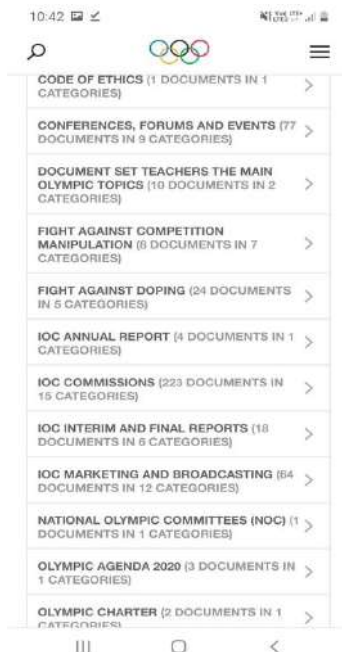 10:42
CODE OF ETHICS (1 DOCUMENTS IN 1
CATEGORIES)
CONFERENCES, FORUMS AND EVENTS (77
DOCUMENTS IN 9 CATEGORIES)
DOCUMENT SET TEACHERS THE MAIN
OLYMPIC TOPICS (10 DOCUMENTS IN 2
CATEGORIES)
FIGHT AGAINST COMPETITION
MANIPULATION (8 DOCUMENTS IN 7
CATEGORIES)
FIGHT AGAINST DOPING (24 DOCUMENTS
IN 5 CATEGORIES)
IOC ANNUAL REPORT (4 DOCUMENTS IN 1
CATEGORIES)
IOC COMMISSIONS (223 DOCUMENTS IN
15 CATEGORIES)
IOC INTERIM AND FINAL REPORTS (18
DOCUMENTS IN 6 CATEGORIES)
IOC MARKETING AND BROADCASTING (64
DOCUMENTS IN 12 CATEGORIES)
NATIONAL OLYMPIC COMMITTEES (NOC) (1
DOCUMENTS IN 1 CATEGORIES)
OLYMPIC AGENDA 2020 (3 DOCUMENTS IN
1 CATEGORIES)
OLYMPIC CHARTER (2 DOCUMENTS IN 1
CATEGORIES)